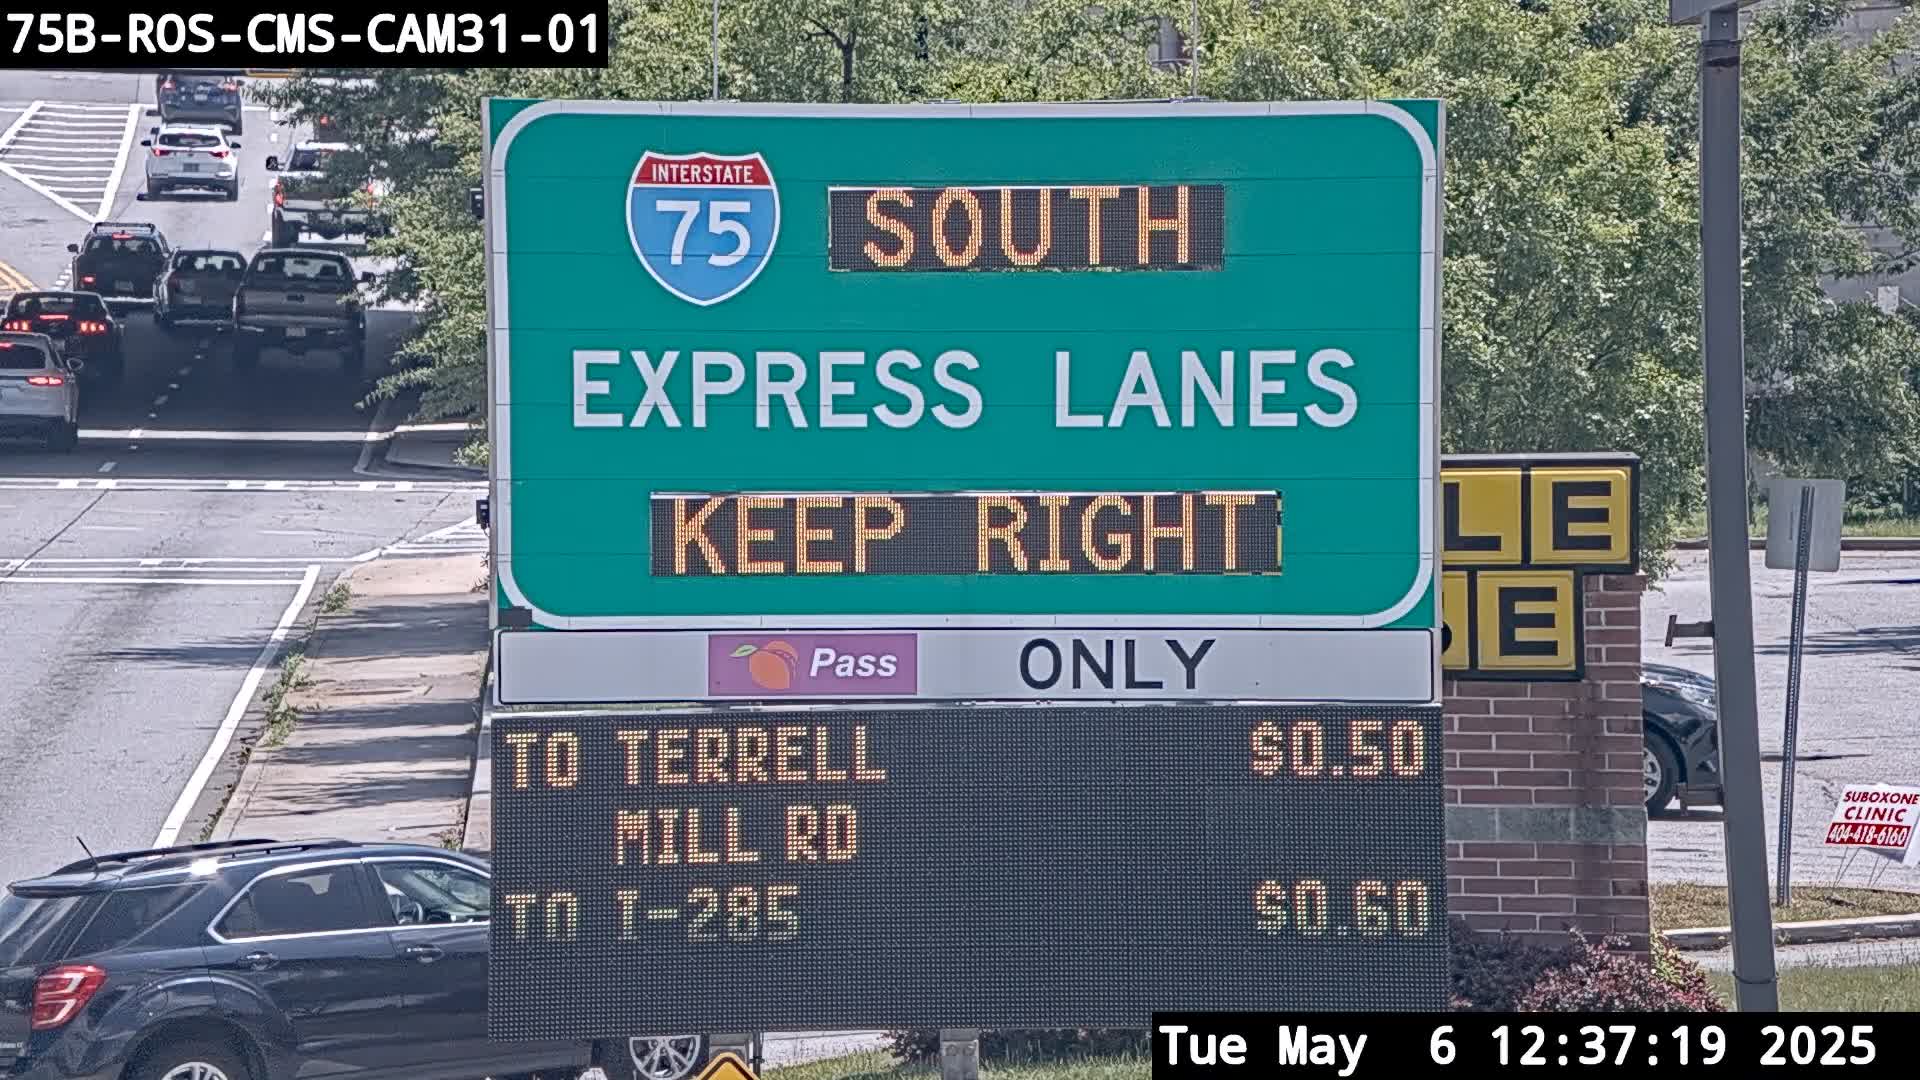 75B-ROS-CMS-CAM31-01
INTERSTATE
75
SOUTH
EXPRESS LANES
KEEP RIGHT
Pass
ONLY
TO TERRELL $0.50
MILL RD
TO I-285 $0.60
LE
E
SUBOXONE
CLINIC
404-418-6160
Tue May 6 12:37:19 2025